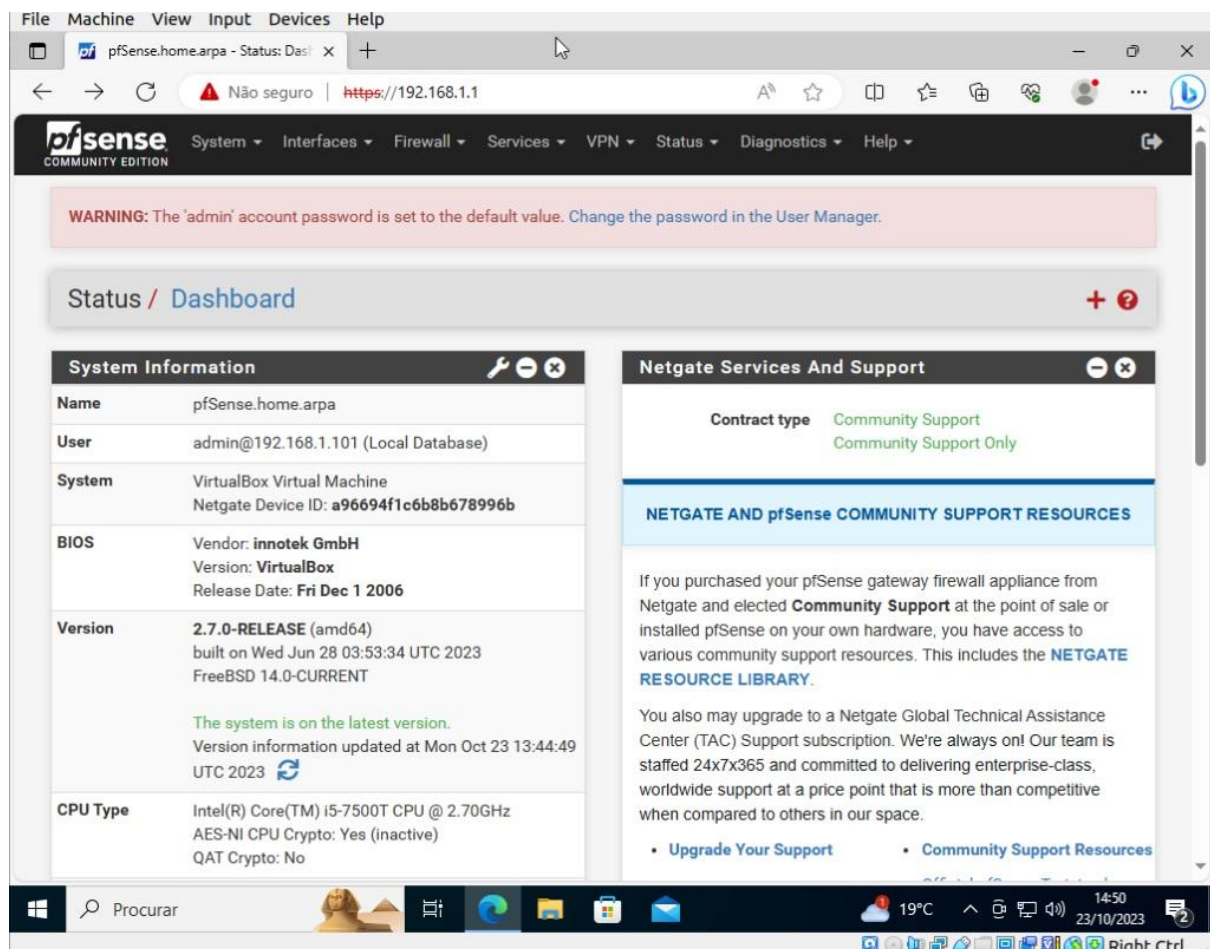 File Machine View Input Devices Help
pfSense.home.arpa - Status: Das
Não seguro | https://192.168.1.1
pfsense System Interfaces Firewall Services VPN Status Diagnostics Help
COMMUNITY EDITION
WARNING: The 'admin' account password is set to the default value. Change the password in the User Manager.
Status / Dashboard
System Information
Name pfSense.home.arpa
User admin@192.168.1.101 (Local Database)
System VirtualBox Virtual Machine
Netgate Device ID: a96694f1c6b8b678996b
BIOS Vendor: innotek GmbH
Version: VirtualBox
Release Date: Fri Dec 1 2006
Version 2.7.0-RELEASE (amd64)
built on Wed Jun 28 03:53:34 UTC 2023
FreeBSD 14.0-CURRENT
The system is on the latest version.
Version information updated at Mon Oct 23 13:44:49
UTC 2023
CPU Type Intel(R) Core(TM) i5-7500T CPU @ 2.70GHz
AES-NI CPU Crypto: Yes (inactive)
QAT Crypto: No
Netgate Services And Support
Contract type Community Support
Community Support Only
NETGATE AND pfSense COMMUNITY SUPPORT RESOURCES
If you purchased your pfSense gateway firewall appliance from
Netgate and elected Community Support at the point of sale or
installed pfSense on your own hardware, you have access to
various community support resources. This includes the NETGATE
RESOURCE LIBRARY.
You also may upgrade to a Netgate Global Technical Assistance
Center (TAC) Support subscription. We're always on! Our team is
staffed 24x7x365 and committed to delivering enterprise-class,
worldwide support at a price point that is more than competitive
when compared to others in our space.
• Upgrade Your Support • Community Support Resources
Procurar 19°C 14:50
23/10/2023
Right Ctrl